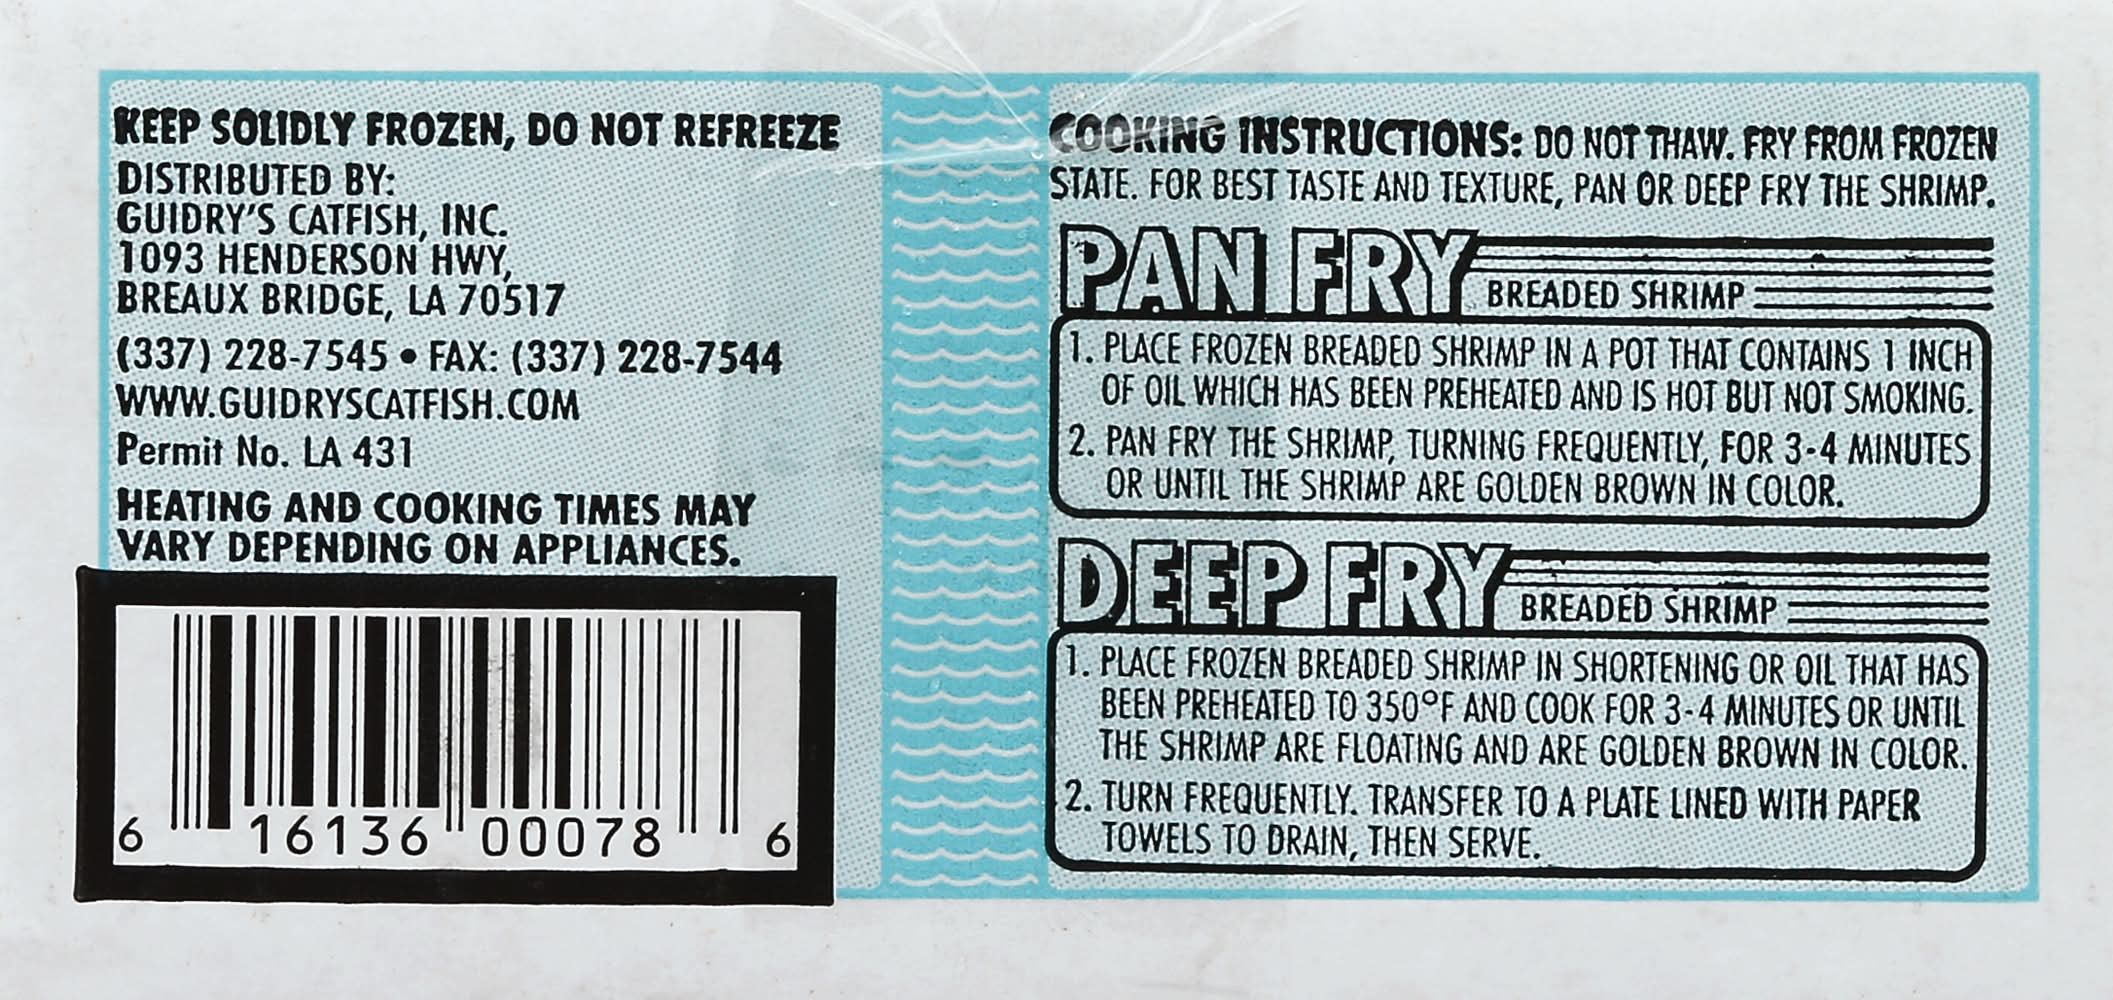 KEEP SOLIDLY FROZEN, DO NOT REFREEZE
DISTRIBUTED BY:
GUIDRY'S CATFISH, INC.
1093 HENDERSON HWY,
BREAUX BRIDGE, LA 70517
(337) 228-7545 • FAX: (337) 228-7544
WWW.GUIDRYSCATFISH.COM
Permit No. LA 431
HEATING AND COOKING TIMES MAY
VARY DEPENDING ON APPLIANCES.
6 16136 00078 6
COOKING INSTRUCTIONS: DO NOT THAW. FRY FROM FROZEN
STATE. FOR BEST TASTE AND TEXTURE, PAN OR DEEP FRY THE SHRIMP.
PAN FRY BREADED SHRIMP
1. PLACE FROZEN BREADED SHRIMP IN A POT THAT CONTAINS 1 INCH
OF OIL WHICH HAS BEEN PREHEATED AND IS HOT BUT NOT SMOKING.
2. PAN FRY THE SHRIMP, TURNING FREQUENTLY, FOR 3-4 MINUTES
OR UNTIL THE SHRIMP ARE GOLDEN BROWN IN COLOR.
DEEP FRY BREADED SHRIMP
1. PLACE FROZEN BREADED SHRIMP IN SHORTENING OR OIL THAT HAS
BEEN PREHEATED TO 350°F AND COOK FOR 3-4 MINUTES OR UNTIL
THE SHRIMP ARE FLOATING AND ARE GOLDEN BROWN IN COLOR.
2. TURN FREQUENTLY. TRANSFER TO A PLATE LINED WITH PAPER
TOWELS TO DRAIN, THEN SERVE.